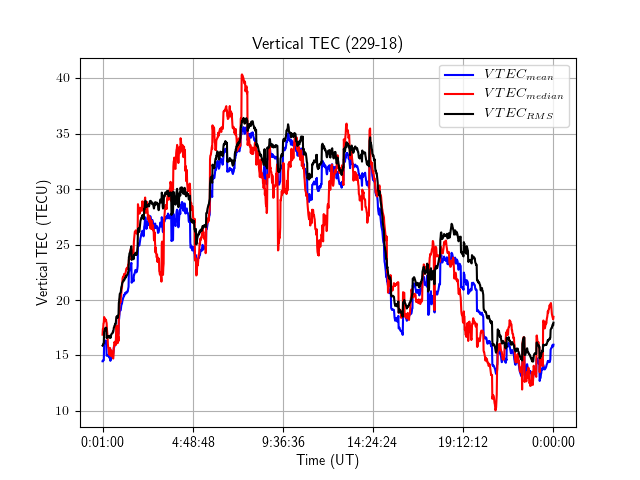 Vertical TEC (229-18)
VTEC_mean
VTEC_median
VTEC_RMS
40
35
30
25
20
15
10
Vertical TEC (TECU)
0:01:00 4:48:48 9:36:36 14:24:24 19:12:12 0:00:00
Time (UT)